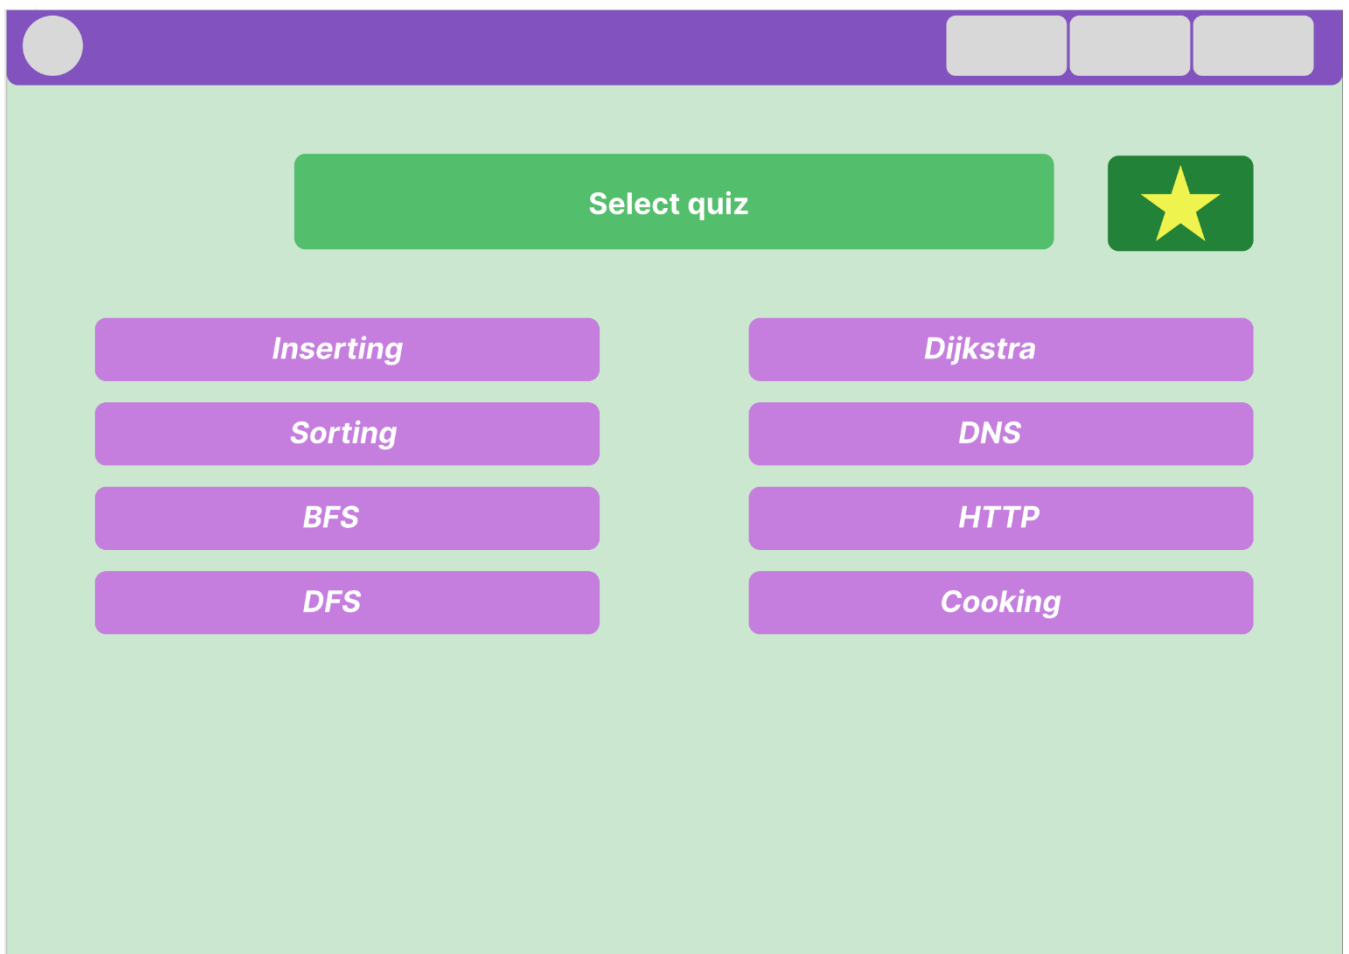 Select quiz
Inserting
Dijkstra
Sorting
DNS
BFS
HTTP
DFS
Cooking